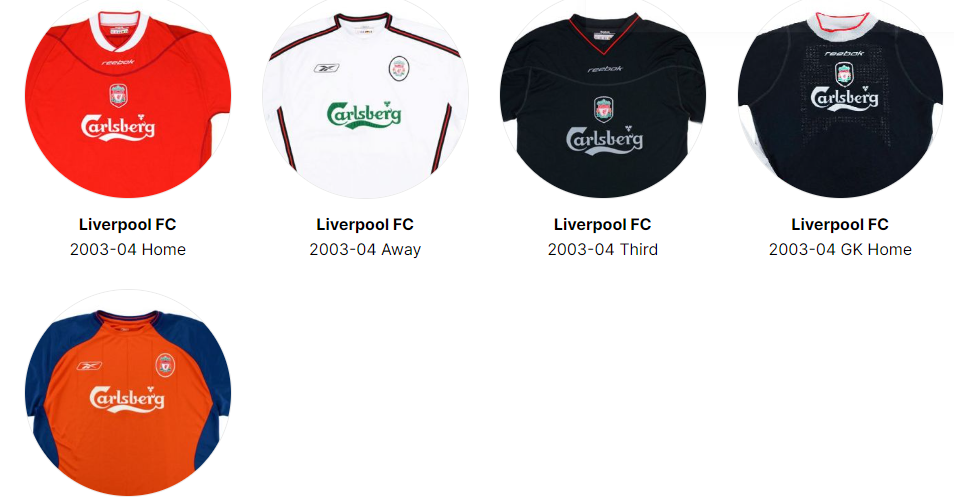 reebok
Carlsberg
Carlsberg
reebok
Carlsberg
reebok
Carlsberg
Liverpool FC
2003-04 Home
Liverpool FC
2003-04 Away
Liverpool FC
2003-04 Third
Liverpool FC
2003-04 GK Home
Carlsberg